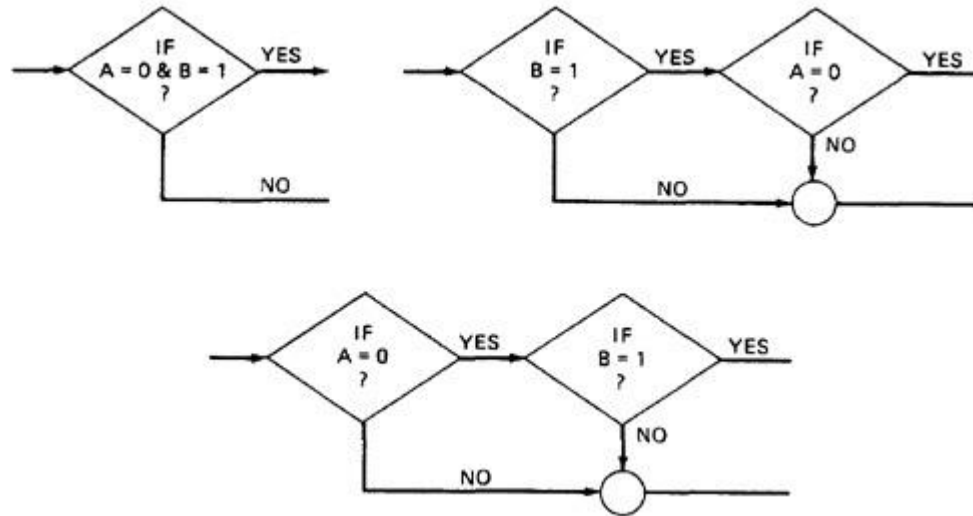 IF
A = 0 & B = 1
?
YES
NO
IF
B = 1
?
YES
NO
IF
A = 0
?
YES
NO
IF
A = 0
?
YES
NO
IF
B = 1
?
YES
NO